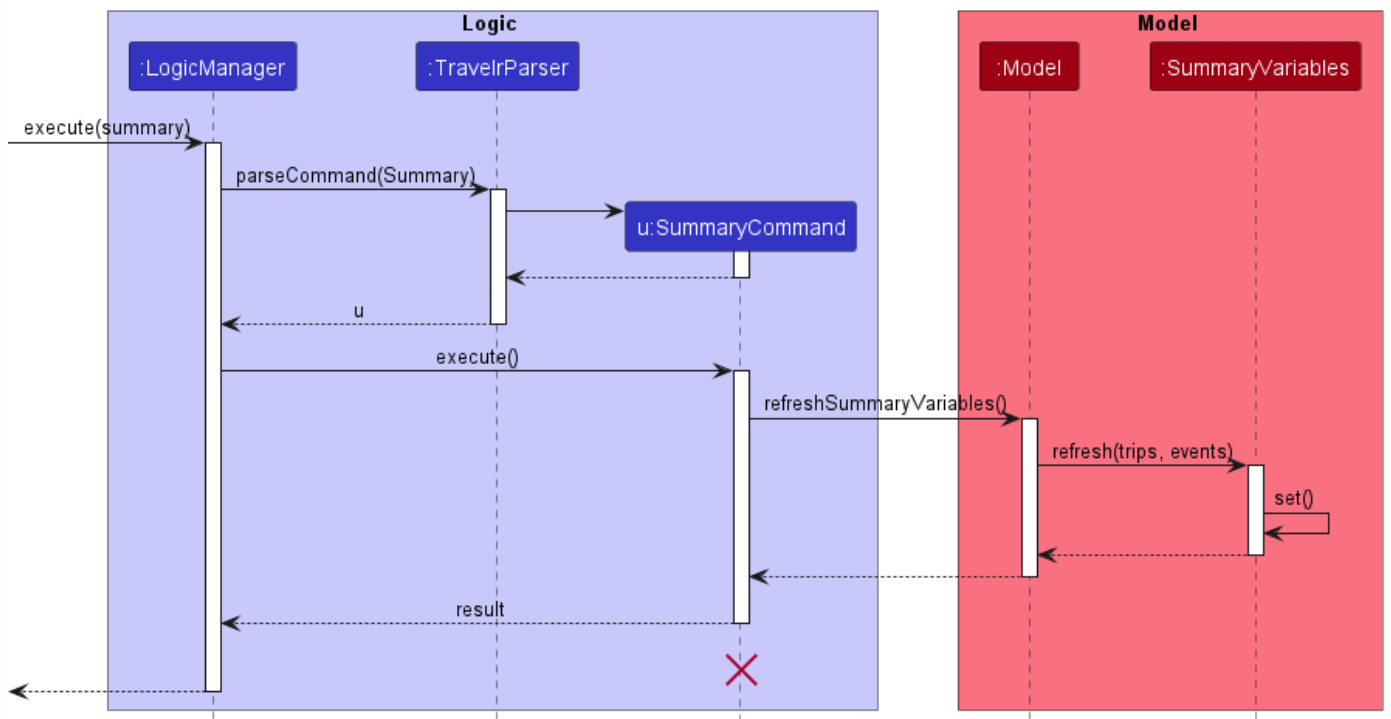 Logic
Model
:LogicManager
:TravelrParser
:Model
:SummaryVariables
execute(summary)
parseCommand(Summary)
u:SummaryCommand
u
execute()
refreshSummaryVariables()
refresh(trips, events)
set()
result